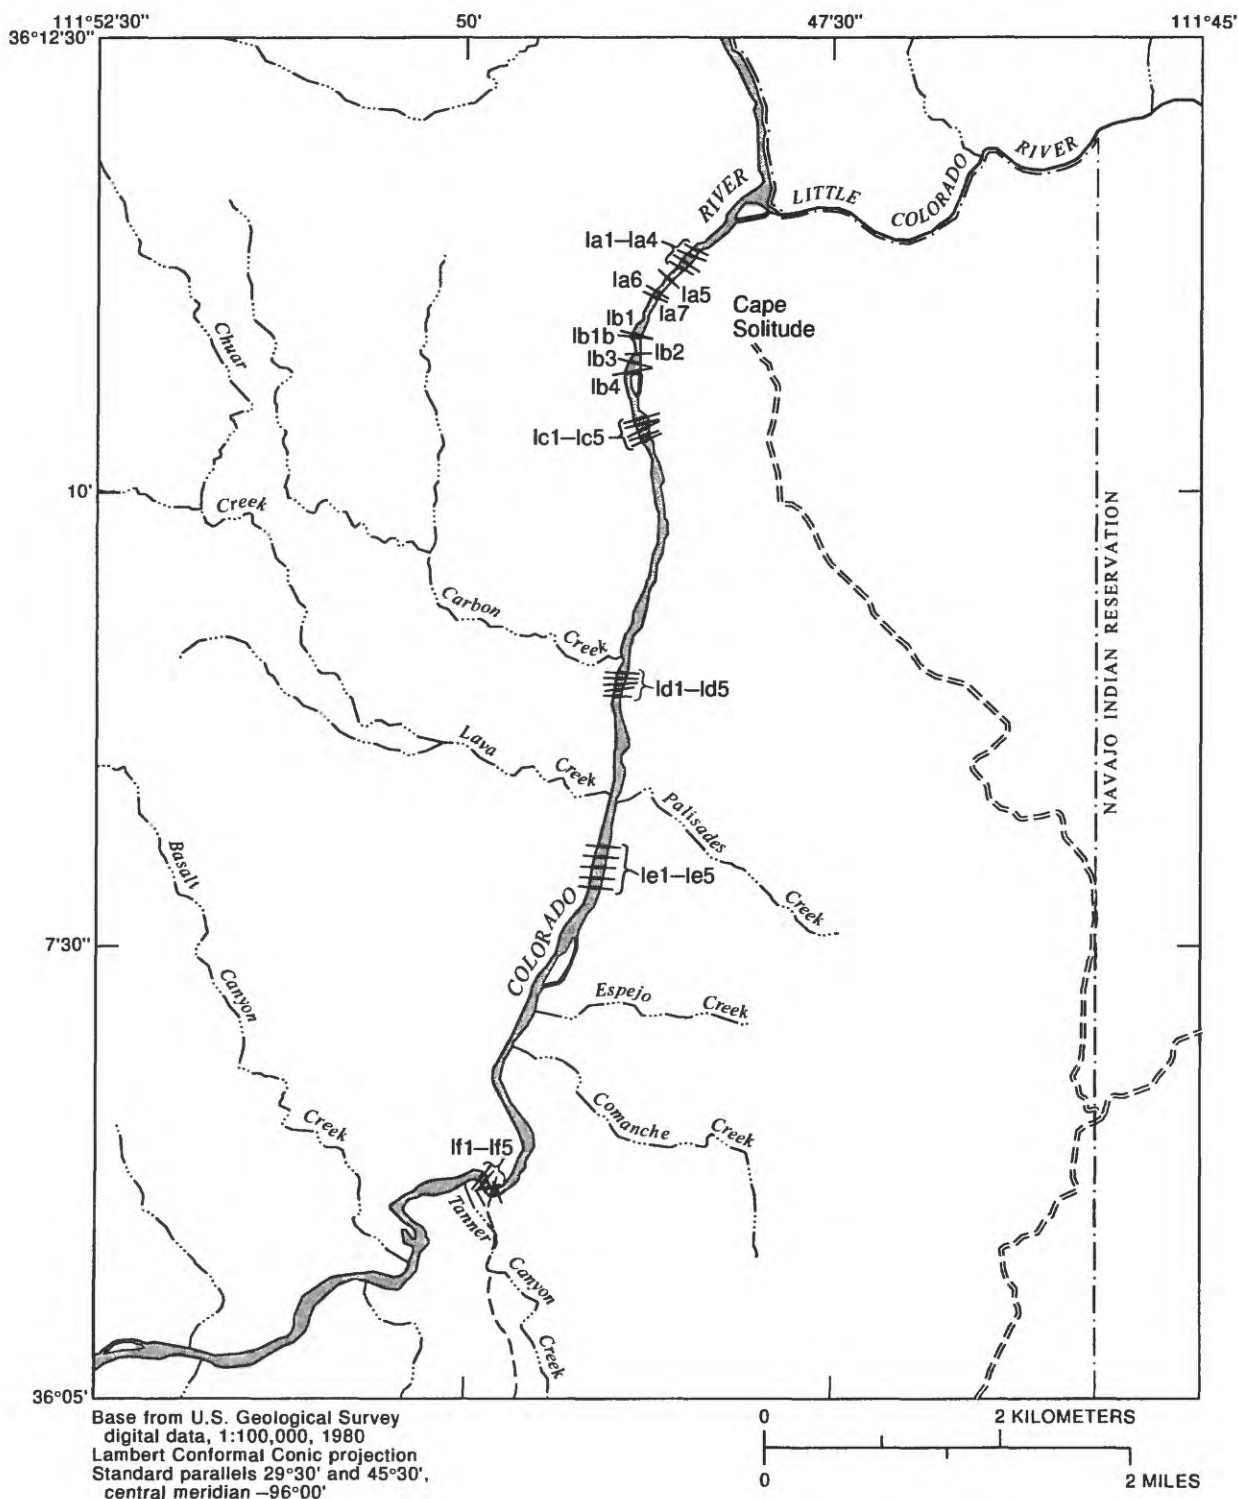 111°52'30"
50'
47'30"
111°45'
36°12'30"
RIVER
LITTLE
COLORADO
RIVER
Ia1–Ia4
Ia6
Ia5
Ia7
Cape
Solitude
Ib1
Ib1b
Ib2
Ib3
Ib4
Chuar
Ic1–Ic5
10'
Creek
NAVAJO INDIAN RESERVATION
Carbon
Creek
Id1–Id5
Lava
Creek
Palisades
Creek
Basalt
Ie1–Ie5
COLORADO
7'30"
Canyon
Espejo
Creek
Creek
Comanche
Creek
If1–If5
Tanner
Canyon
Creek
36°05'
Base from U.S. Geological Survey
digital data, 1:100,000, 1980
Lambert Conformal Conic projection
Standard parallels 29°30' and 45°30',
central meridian –96°00'
0
2 KILOMETERS
0
2 MILES